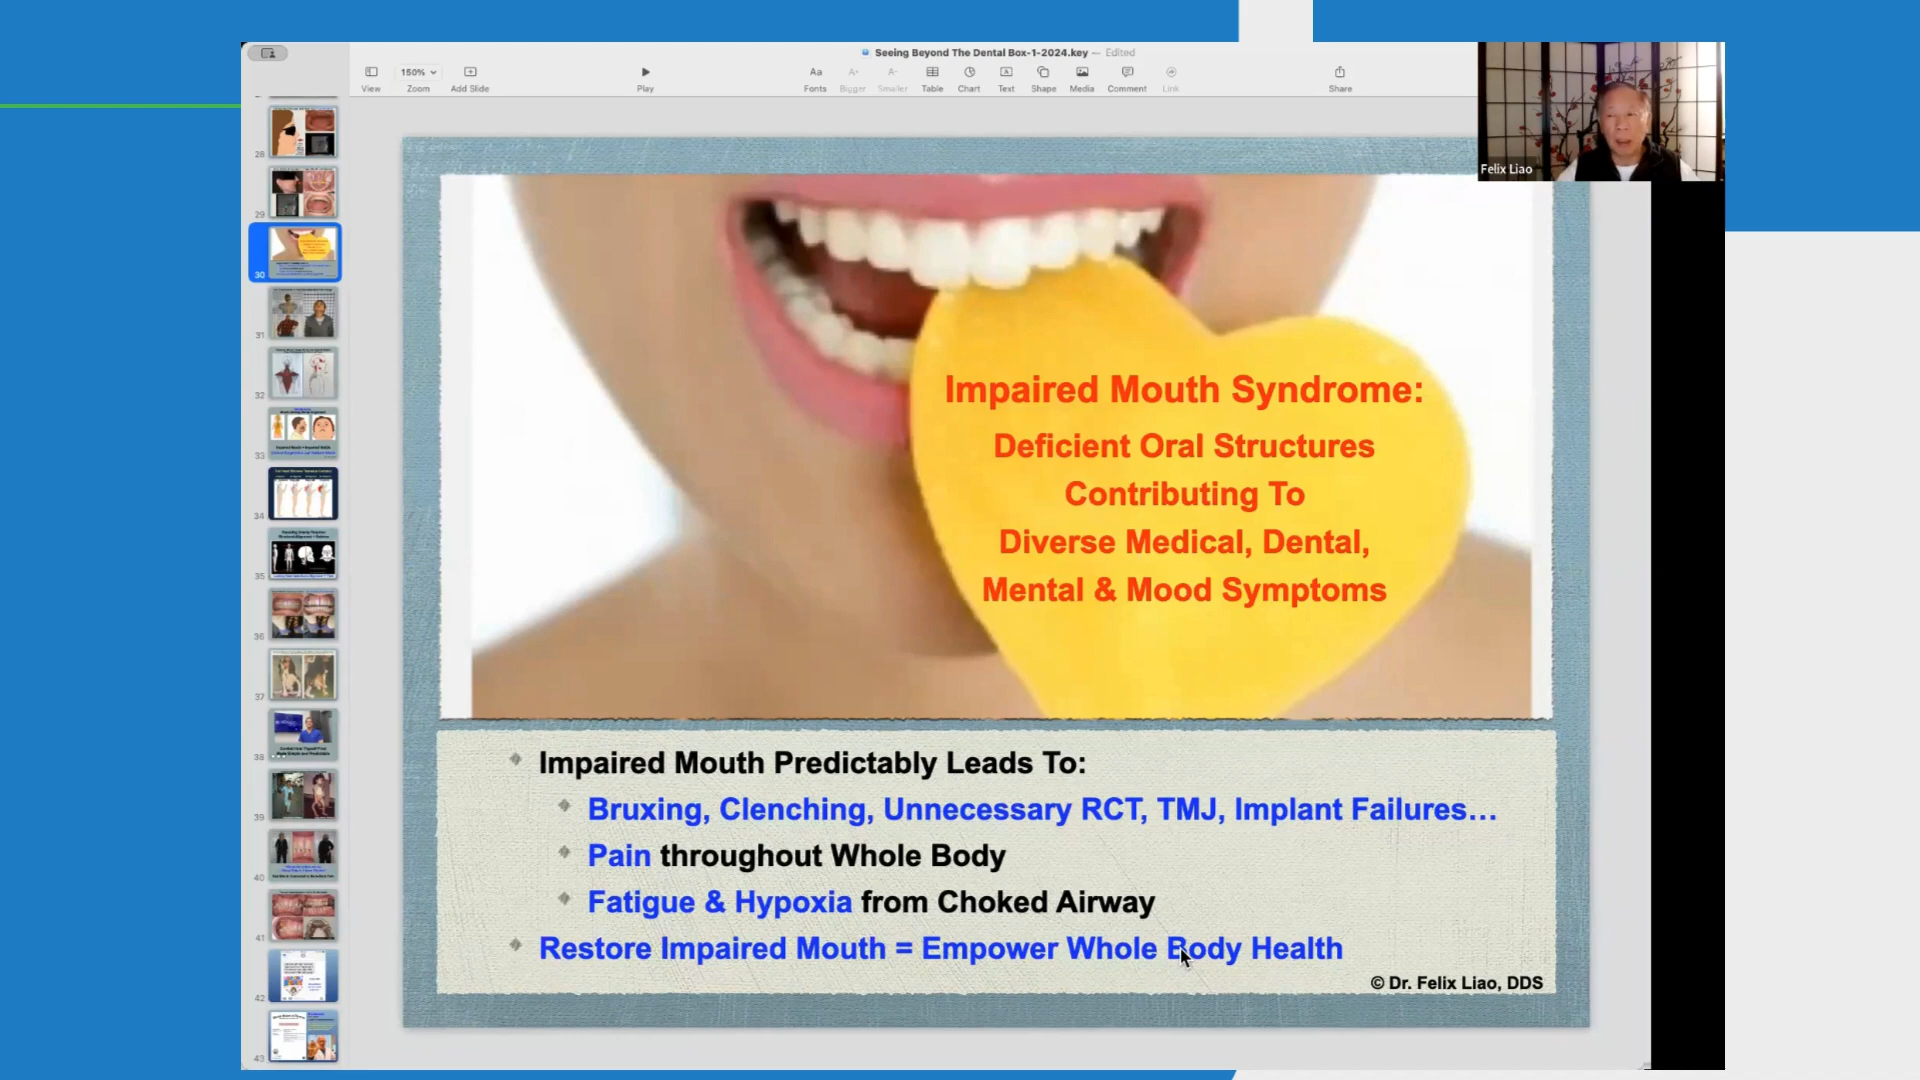 Seeing Beyond The Dental Box-1-2024.key — Edited
150%
View
Zoom
Add Slide
Play
Fonts
Bigger
Smaller
Table
Chart
Text
Shape
Media
Comment
Link
Share
Felix Liao
28
29
30
31
32
33
34
35
36
37
38
39
40
41
42
43
Impaired Mouth Syndrome:
Deficient Oral Structures
Contributing To
Diverse Medical, Dental,
Mental & Mood Symptoms
Impaired Mouth Predictably Leads To:
Bruxing, Clenching, Unnecessary RCT, TMJ, Implant Failures…
Pain throughout Whole Body
Fatigue & Hypoxia from Choked Airway
Restore Impaired Mouth = Empower Whole Body Health
© Dr. Felix Liao, DDS